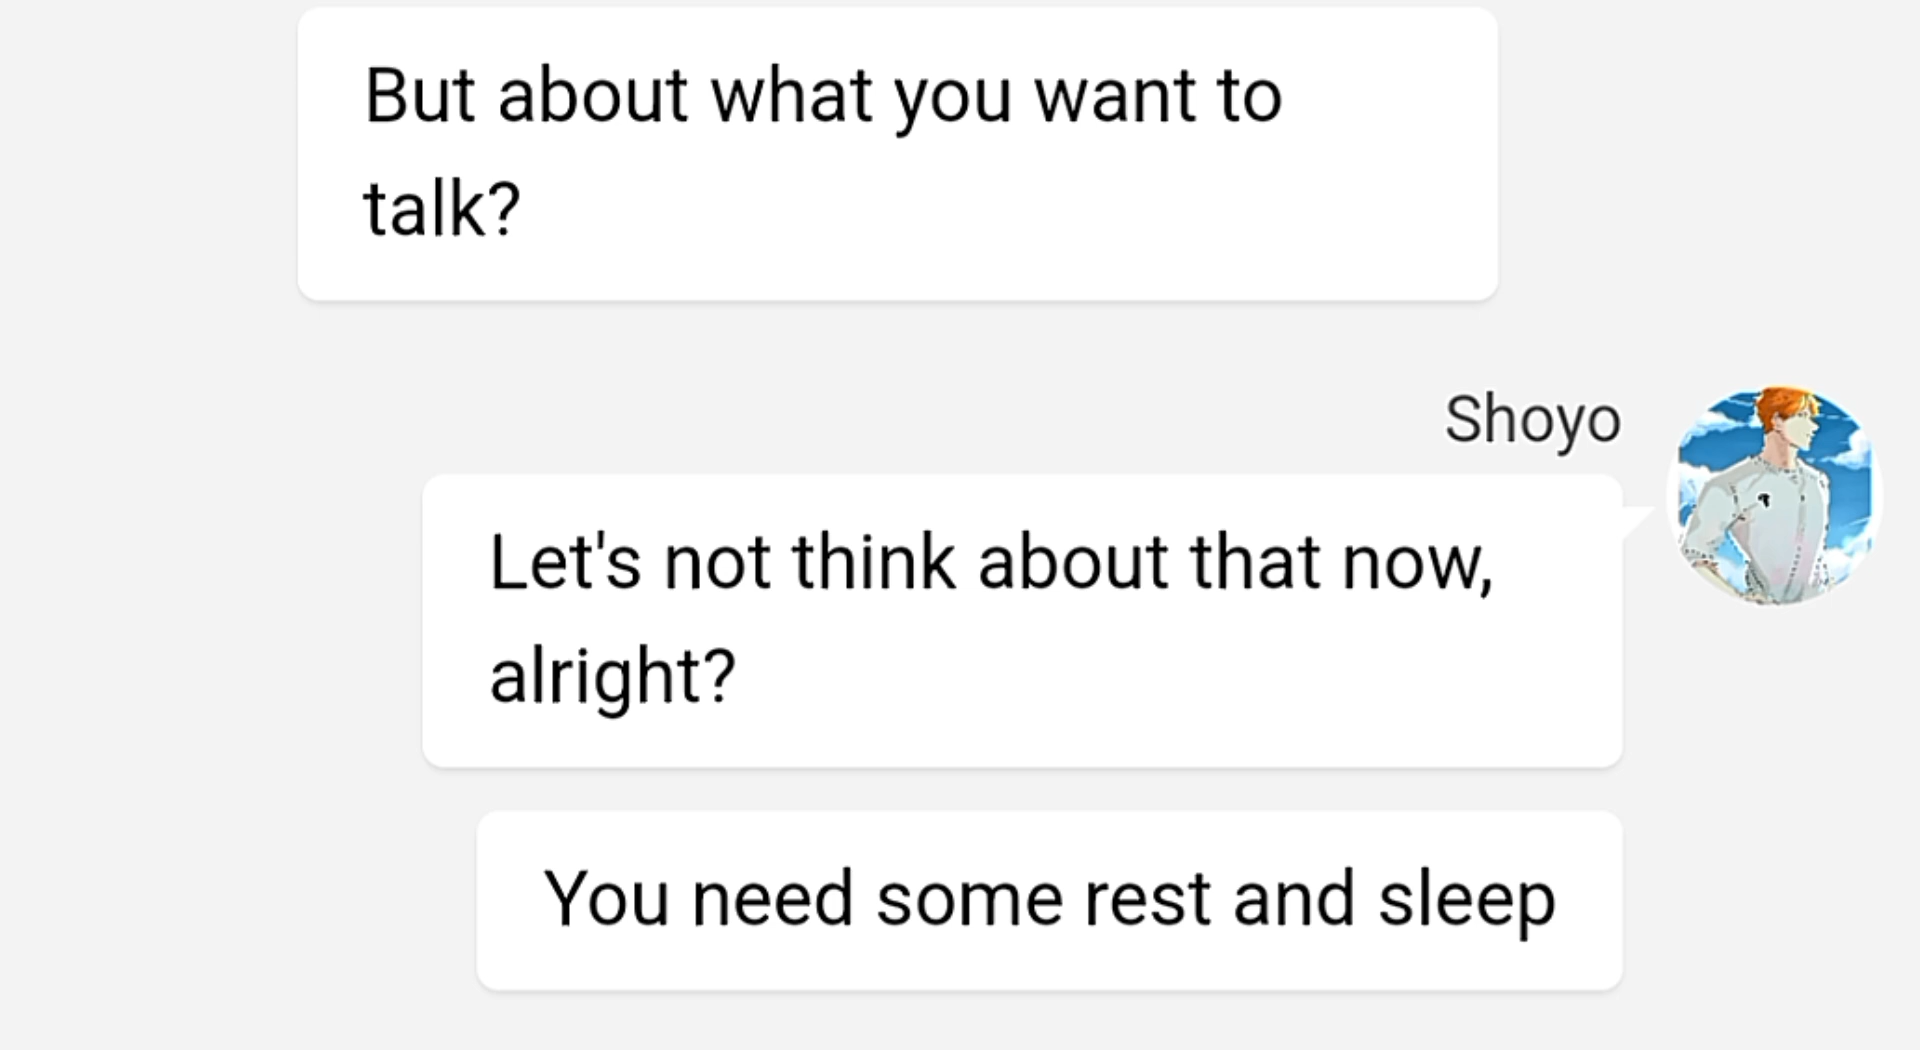 But about what you want to
talk?
Shoyo
Let's not think about that now,
alright?
You need some rest and sleep